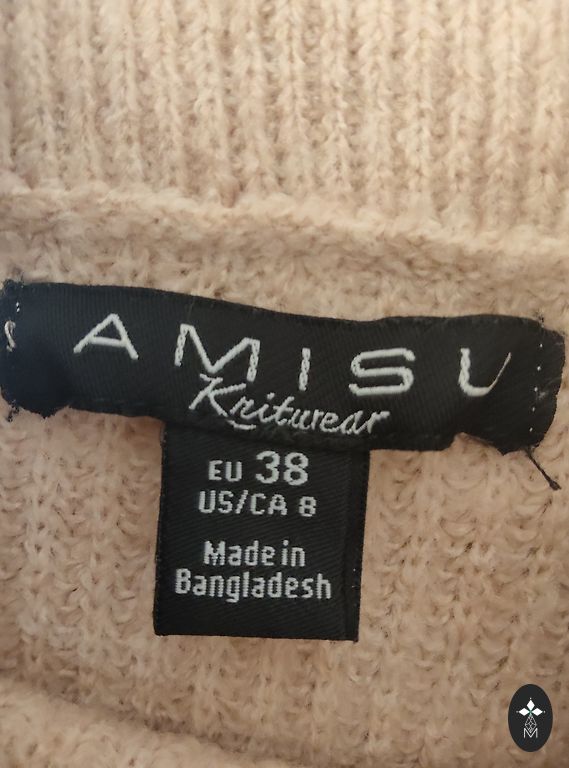 AMISU
Knitwear
EU 38
US/CA 8
Made in
Bangladesh
M